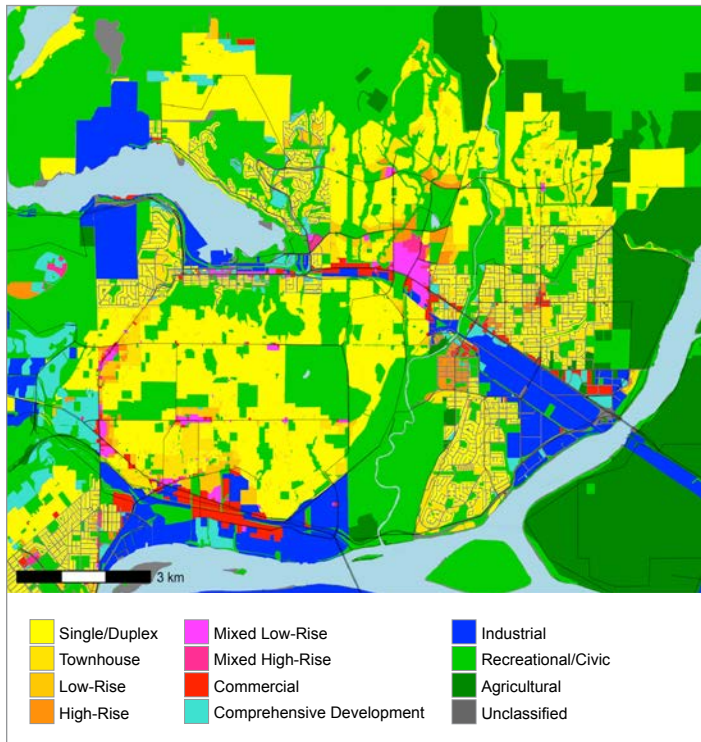 3 km
Single/Duplex
Townhouse
Low-Rise
High-Rise
Mixed Low-Rise
Mixed High-Rise
Commercial
Comprehensive Development
Industrial
Recreational/Civic
Agricultural
Unclassified